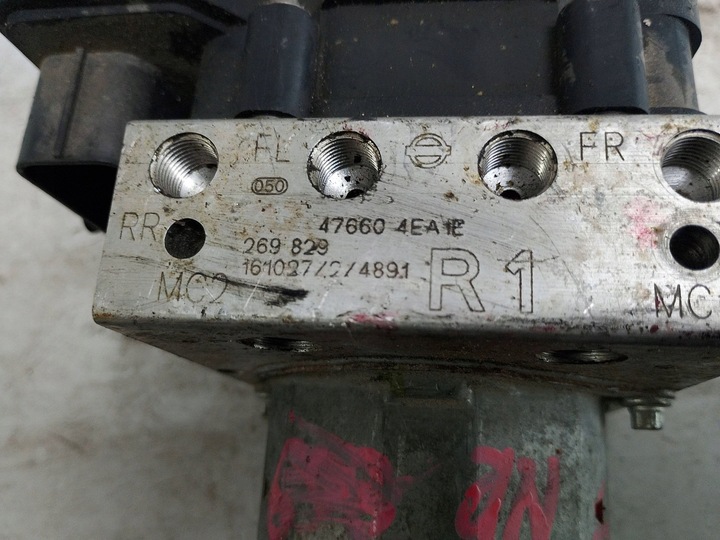 FL FR
050
RR 47660 4EA1E
269 829
161027/2/4891
MC2 R1 MC